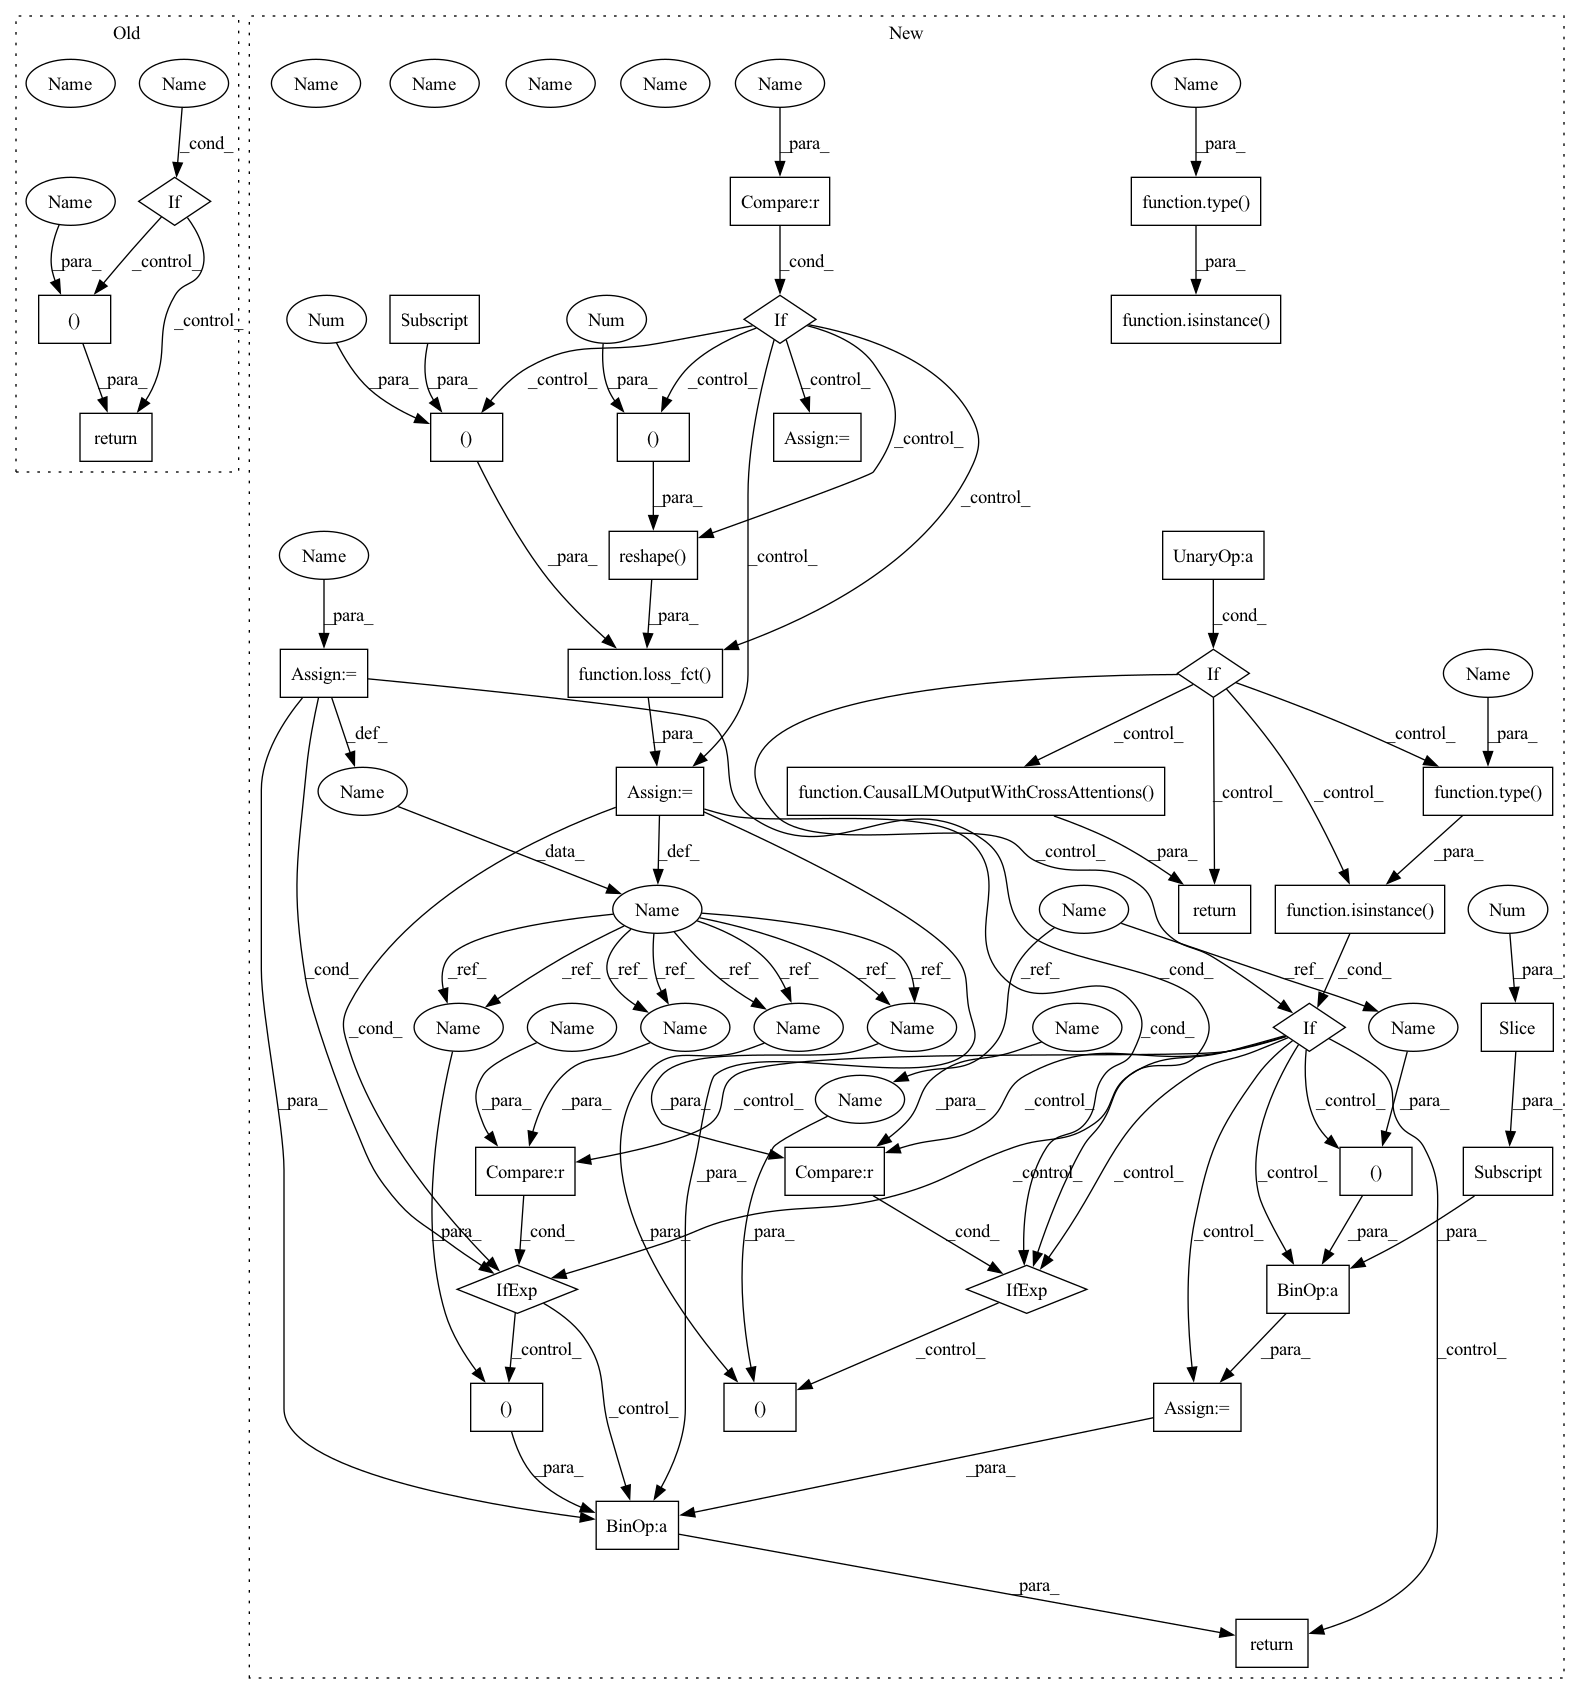 Old
New
Name
Name
Name
Name
Name
Name
Name
Name
_cond_
_para_
_para_
Name
If
Compare:r
function.type()
_para_
_control_
_cond_
_para_
()
_control_
Num
Subscript
Num
If
function.isinstance()
_para_
_para_
_para_
_control_
_para_
_control_
_control_
return
()
()
Assign:=
_control_
_para_
_control_
Name
reshape()
UnaryOp:a
_para_
_para_
_control_
_para_
_cond_
Assign:=
function.loss_fct()
If
Name
_def_
_para_
_control_
_control_
_control_
_control_
_para_
Name
Assign:=
function.CausalLMOutputWithCrossAttentions()
function.type()
_data_
_def_
_control_
_para_
_para_
Name
Name
return
function.isinstance()
Num
_cond_
_ref_
_ref_
_ref_
_ref_
_ref_
_ref_
_ref_
_ref_
_ref_
_cond_
_ref_
_cond_
_para_
Name
Name
Name
Name
Name
Name
If
Name
Slice
_cond_
_cond_
_para_
_para_
_para_
_para_
_control_
Name
_para_
_control_
_control_
_para_
_para_
Compare:r
Compare:r
()
Subscript
_para_
_cond_
_para_
_para_
_para_
_cond_
_control_
_control_
_control_
_control_
_para_
_para_
IfExp
IfExp
BinOp:a
_control_
_control_
_control_
_para_
_control_
()
()
Assign:=
_para_
_para_
BinOp:a
_para_
return